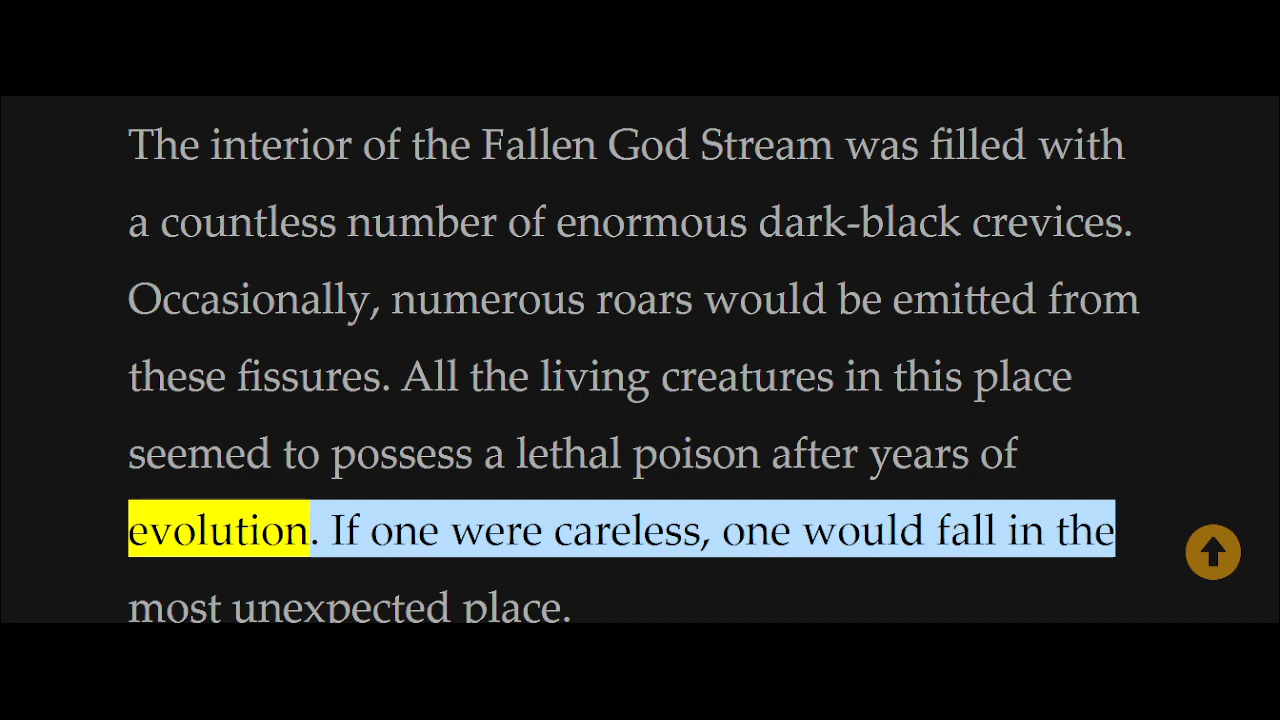 The interior of the Fallen God Stream was filled with
a countless number of enormous dark-black crevices.
Occasionally, numerous roars would be emitted from
these fissures. All the living creatures in this place
seemed to possess a lethal poison after years of
evolution. If one were careless, one would fall in the
most unexpected place.